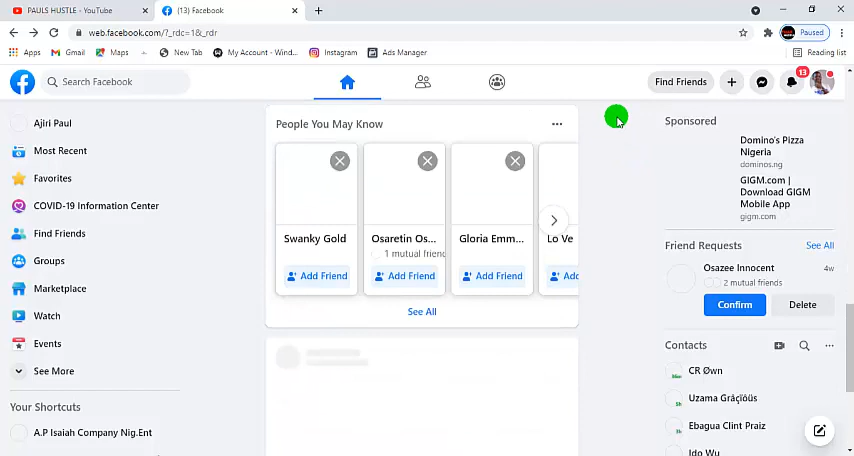 PAULS HUSTLE - YouTube
(13) Facebook
web.facebook.com/?_rdc=1&_rdr
Paused
Apps
Gmail
Maps
New Tab
My Account - Wind...
Instagram
Ads Manager
Reading list
Search Facebook
Find Friends
13
Ajiri Paul
Most Recent
Favorites
COVID-19 Information Center
Find Friends
Groups
Marketplace
Watch
Events
See More
Your Shortcuts
A.P Isaiah Company Nig.Ent
People You May Know
Swanky Gold
Add Friend
Osaretin Os...
1 mutual friend
Add Friend
Gloria Emm...
Add Friend
Lo Ve
Add
See All
Sponsored
Domino's Pizza
Nigeria
dominos.ng
GIGM.com |
Download GIGM
Mobile App
gigm.com
Friend Requests
See All
Osazee Innocent
4w
2 mutual friends
Confirm
Delete
Contacts
CR Øwn
Uzama Gráçïóüs
Ebagua Clint Praiz
Ido Wu